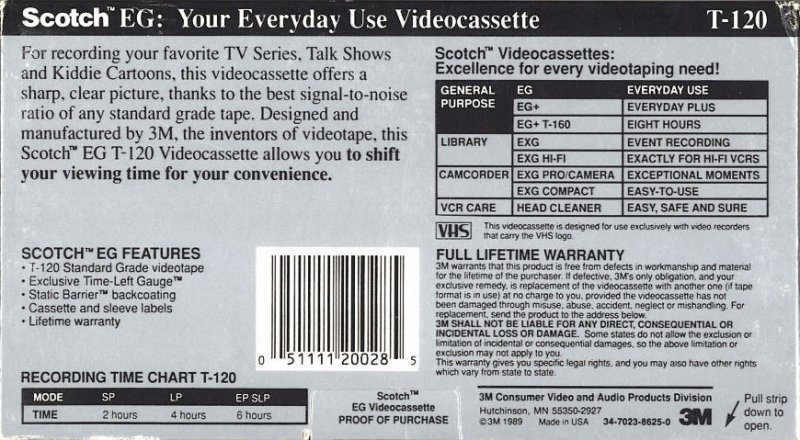 Scotch™ EG: Your Everyday Use Videocassette T-120
For recording your favorite TV Series, Talk Shows
and Kiddie Cartoons, this videocassette offers a
sharp, clear picture, thanks to the best signal-to-noise
ratio of any standard grade tape. Designed and
manufactured by 3M, the inventors of videotape, this
Scotch™ EG T-120 Videocassette allows you to shift
your viewing time for your convenience.
Scotch™ Videocassettes:
Excellence for every videotaping need!
GENERAL PURPOSE EG EVERYDAY USE
EG+ EVERYDAY PLUS
EG+ T-160 EIGHT HOURS
LIBRARY EXG EVENT RECORDING
EXG HI-FI EXACTLY FOR HI-FI VCRS
CAMCORDER EXG PRO/CAMERA EXCEPTIONAL MOMENTS
EXG COMPACT EASY-TO-USE
VCR CARE HEAD CLEANER EASY, SAFE AND SURE
VHS This videocassette is designed for use exclusively with video recorders
that carry the VHS logo.
SCOTCH™ EG FEATURES
• T-120 Standard Grade videotape
• Exclusive Time-Left Gauge™
• Static Barrier™ backcoating
• Cassette and sleeve labels
• Lifetime warranty
0 51111 20028 5
FULL LIFETIME WARRANTY
3M warrants that this product is free from defects in workmanship and material
for the lifetime of the purchaser. If defective, 3M's only obligation, and your
exclusive remedy, is replacement of the videocassette with another one (if tape
format is in use) at no charge to you, provided the videocassette has not
been damaged through misuse, abuse, accident, neglect or mishandling. For
replacement, send the product to the address below.
3M SHALL NOT BE LIABLE FOR ANY DIRECT, CONSEQUENTIAL OR
INCIDENTAL LOSS OR DAMAGE. Some states do not allow the exclusion or
limitation of incidental or consequential damages, so the above limitation or
exclusion may not apply to you.
This warranty gives you specific legal rights, and you may also have other rights
which vary from state to state.
RECORDING TIME CHART T-120
MODE SP LP EP SLP
TIME 2 hours 4 hours 6 hours
Scotch™
EG Videocassette
PROOF OF PURCHASE
3M Consumer Video and Audio Products Division
Hutchinson, MN 55350-2927
©3M 1989 Made in USA 34-7023-8625-0 3M
Pull strip
down to
open.